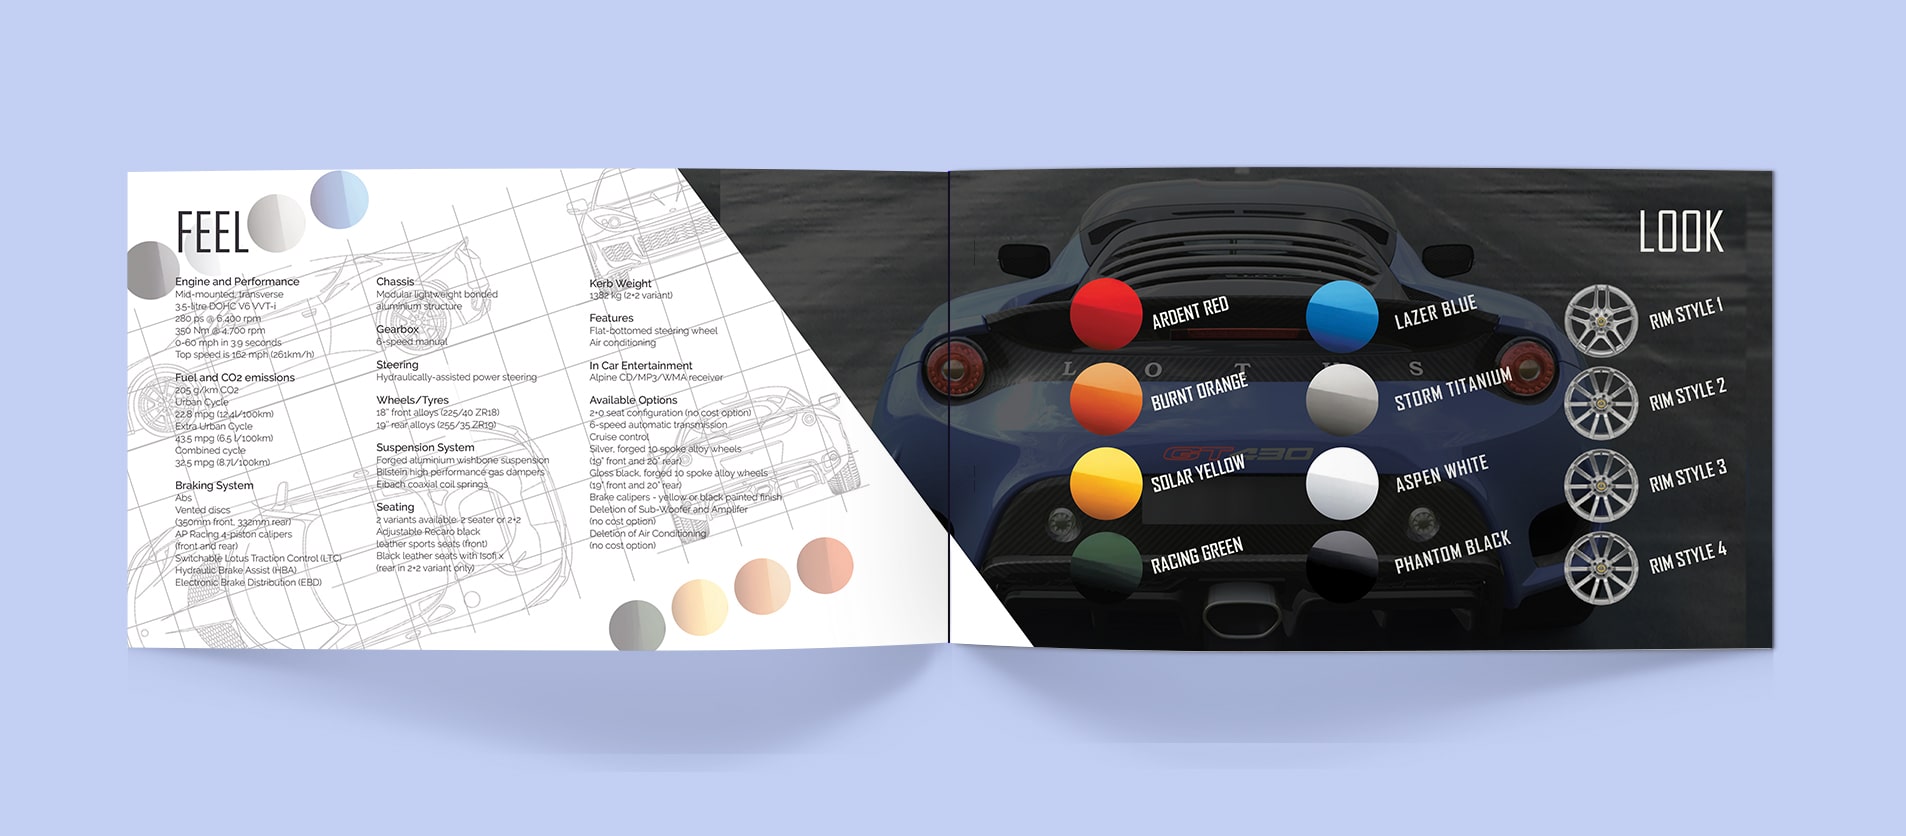 FEEL
Engine and Performance
Mid-mounted, transverse
3.5-litre DOHC V6 VVT-i
280 ps @ 6,400 rpm
350 Nm @ 4,700 rpm
0-60 mph in 3.9 seconds
Top speed is 162 mph (261km/h)
Fuel and CO2 emissions
205 g/km CO2
Urban Cycle
22.8 mpg (12.4l/100km)
Extra Urban Cycle
43.5 mpg (6.5 l/100km)
Combined cycle
32.5 mpg (8.7l/100km)
Braking System
Abs
Vented discs
(350mm front, 332mm rear)
AP Racing 4-piston calipers
(front and rear)
Switchable Lotus Traction Control (LTC)
Hydraulic Brake Assist (HBA)
Electronic Brake Distribution (EBD)
Chassis
Modular lightweight bonded
aluminium structure
Gearbox
6-speed manual
Steering
Hydraulically-assisted power steering
Wheels/Tyres
18" front alloys (225/40 ZR18)
19" rear alloys (255/35 ZR19)
Suspension System
Forged aluminium wishbone suspension
Bilstein high performance gas dampers
Eibach coaxial coil springs
Seating
2 variants available: 2 seater or 2+2
Adjustable Recaro black
leather sports seats (front)
Black leather seats with Isofi x
(rear in 2+2 variant only)
Kerb Weight
1382 kg (2+2 variant)
Features
Flat-bottomed steering wheel
Air conditioning
In Car Entertainment
Alpine CD/MP3/WMA receiver
Available Options
2+0 seat configuration (no cost option)
6-speed automatic transmission
Cruise control
Silver, forged 10 spoke alloy wheels
(19" front and 20" rear)
Gloss black, forged 10 spoke alloy wheels
(19" front and 20" rear)
Brake calipers - yellow or black painted finish
Deletion of Sub-Woofer and Amplifer
(no cost option)
Deletion of Air Conditioning
(no cost option)
LOOK
ARDENT RED
BURNT ORANGE
SOLAR YELLOW
RACING GREEN
LAZER BLUE
STORM TITANIUM
ASPEN WHITE
PHANTOM BLACK
RIM STYLE 1
RIM STYLE 2
RIM STYLE 3
RIM STYLE 4
LOTUS
GT430